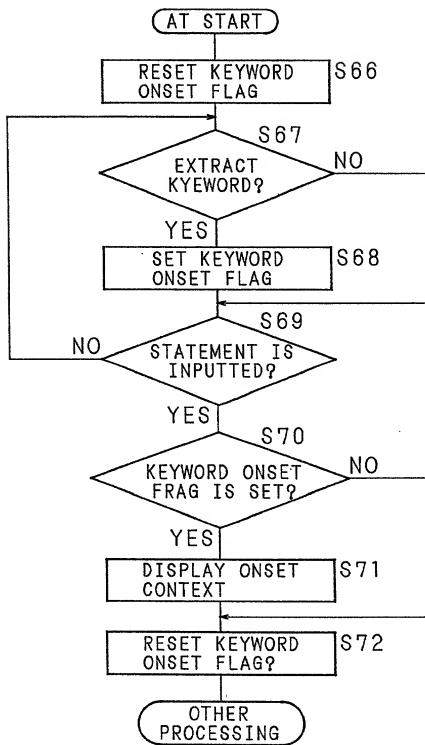 AT START
RESET KEYWORD
ONSET FLAG
S66
S67
EXTRACT
KYEWORD?
NO
YES
SET KEYWORD
ONSET FLAG
S68
S69
NO
STATEMENT IS
INPUTTED?
YES
S70
KEYWORD ONSET
FRAG IS SET?
NO
YES
DISPLAY ONSET
CONTEXT
S71
RESET KEYWORD
ONSET FLAG?
S72
OTHER
PROCESSING